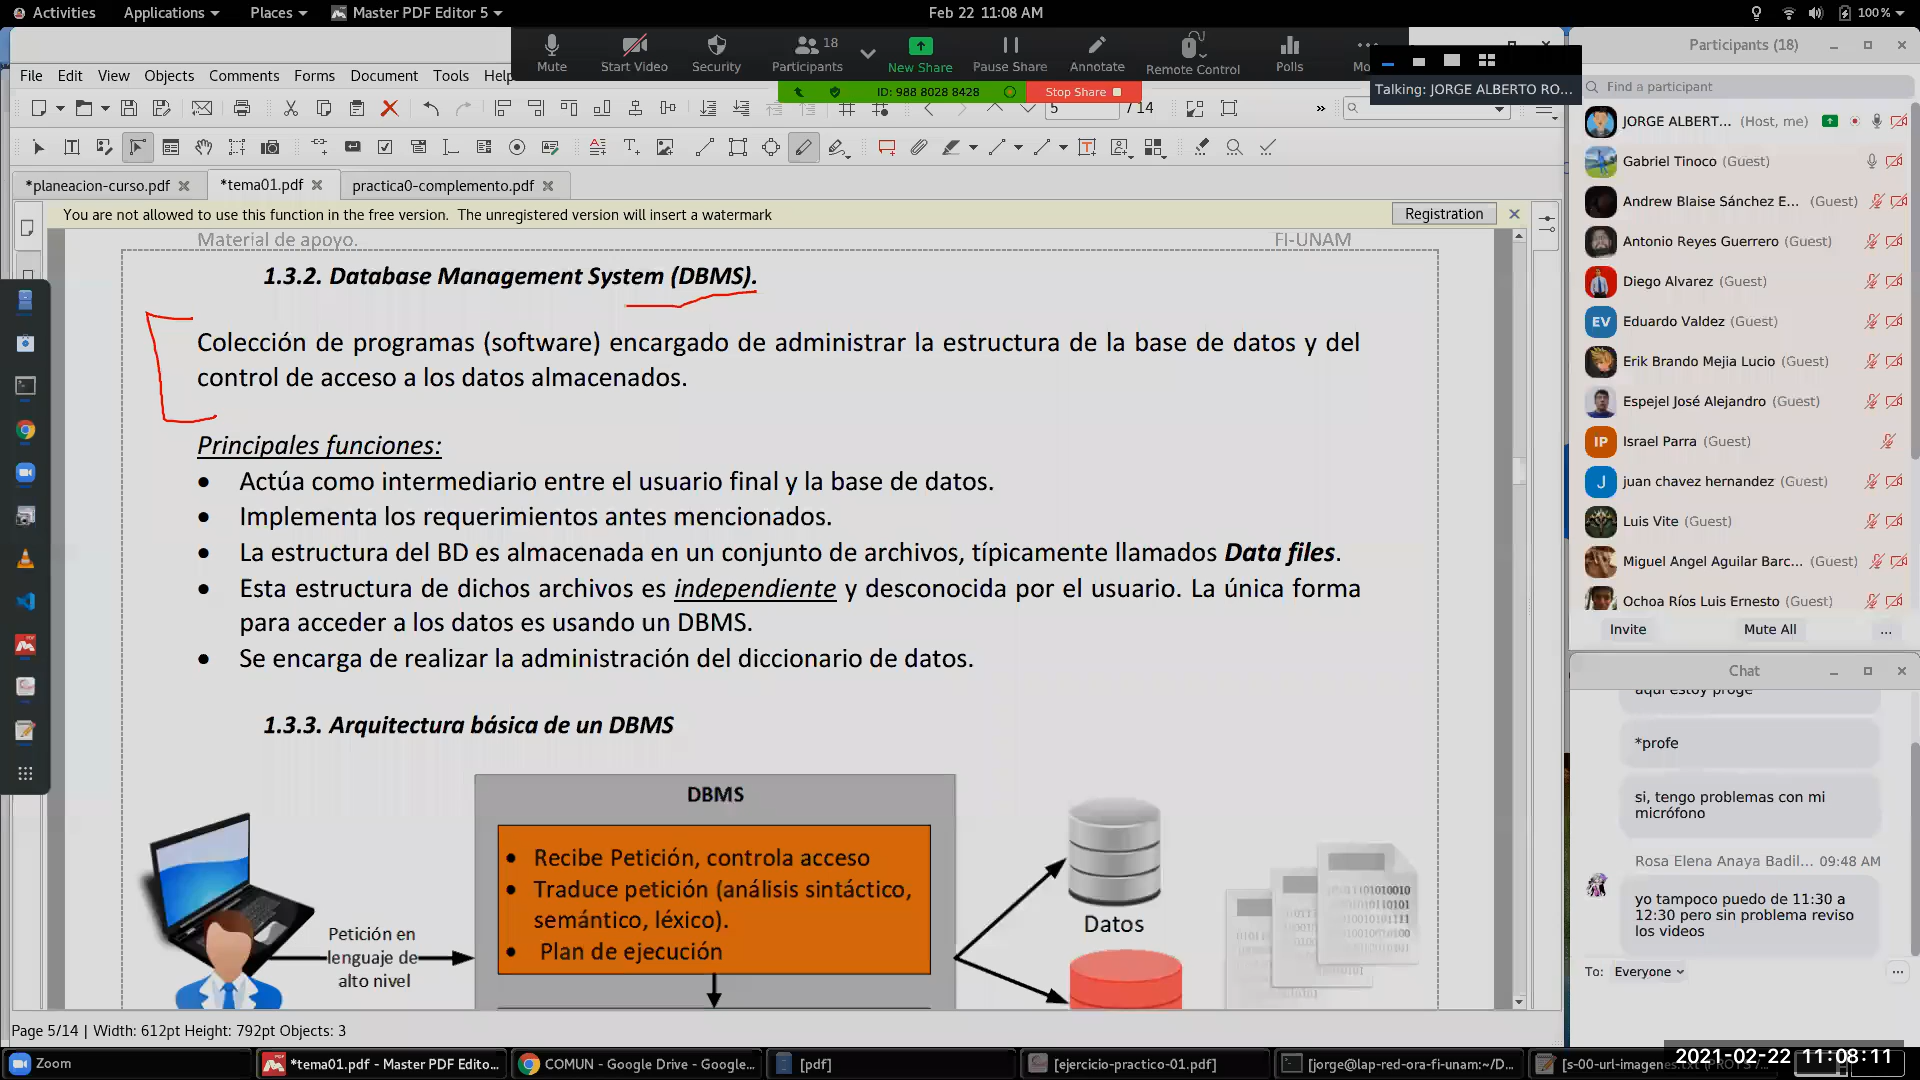 Activities
Applications
Places
Master PDF Editor 5
Feb 22 11:08 AM
100%
Mute
Start Video
Security
Participants
18
New Share
Pause Share
Annotate
Remote Control
Polls
ID: 988 8028 8428
Stop Share
Talking: JORGE ALBERTO RO...
File Edit View Objects Comments Forms Document Tools Help
5 / 14
*planeacion-curso.pdf
*tema01.pdf
practica0-complemento.pdf
You are not allowed to use this function in the free version. The unregistered version will insert a watermark
Registration
Material de apoyo.
FI-UNAM
1.3.2. Database Management System (DBMS).
Colección de programas (software) encargado de administrar la estructura de la base de datos y del
control de acceso a los datos almacenados.
Principales funciones:
• Actúa como intermediario entre el usuario final y la base de datos.
• Implementa los requerimientos antes mencionados.
• La estructura del BD es almacenada en un conjunto de archivos, típicamente llamados Data files.
• Esta estructura de dichos archivos es independiente y desconocida por el usuario. La única forma
para acceder a los datos es usando un DBMS.
• Se encarga de realizar la administración del diccionario de datos.
1.3.3. Arquitectura básica de un DBMS
DBMS
• Recibe Petición, controla acceso
• Traduce petición (análisis sintáctico,
semántico, léxico).
• Plan de ejecución
Petición en
lenguaje de
alto nivel
Datos
Page 5/14 | Width: 612pt Height: 792pt Objects: 3
Participants (18)
Find a participant
JORGE ALBERT... (Host, me)
Gabriel Tinoco (Guest)
Andrew Blaise Sánchez E... (Guest)
Antonio Reyes Guerrero (Guest)
Diego Alvarez (Guest)
EV Eduardo Valdez (Guest)
Erik Brando Mejia Lucio (Guest)
Espejel José Alejandro (Guest)
IP Israel Parra (Guest)
J juan chavez hernandez (Guest)
Luis Vite (Guest)
Miguel Angel Aguilar Barc... (Guest)
Ochoa Ríos Luis Ernesto (Guest)
Invite
Mute All
...
Chat
aqui estoy proge
*profe
si, tengo problemas con mi
micrófono
Rosa Elena Anaya Badil... 09:48 AM
yo tampoco puedo de 11:30 a
12:30 pero sin problema reviso
los videos
To: Everyone
Zoom
*tema01.pdf - Master PDF Edito...
COMUN - Google Drive - Google...
[pdf]
[ejercicio-practico-01.pdf]
[jorge@lap-red-ora-fi-unam:~/D...
2021-02-22 11:08:11